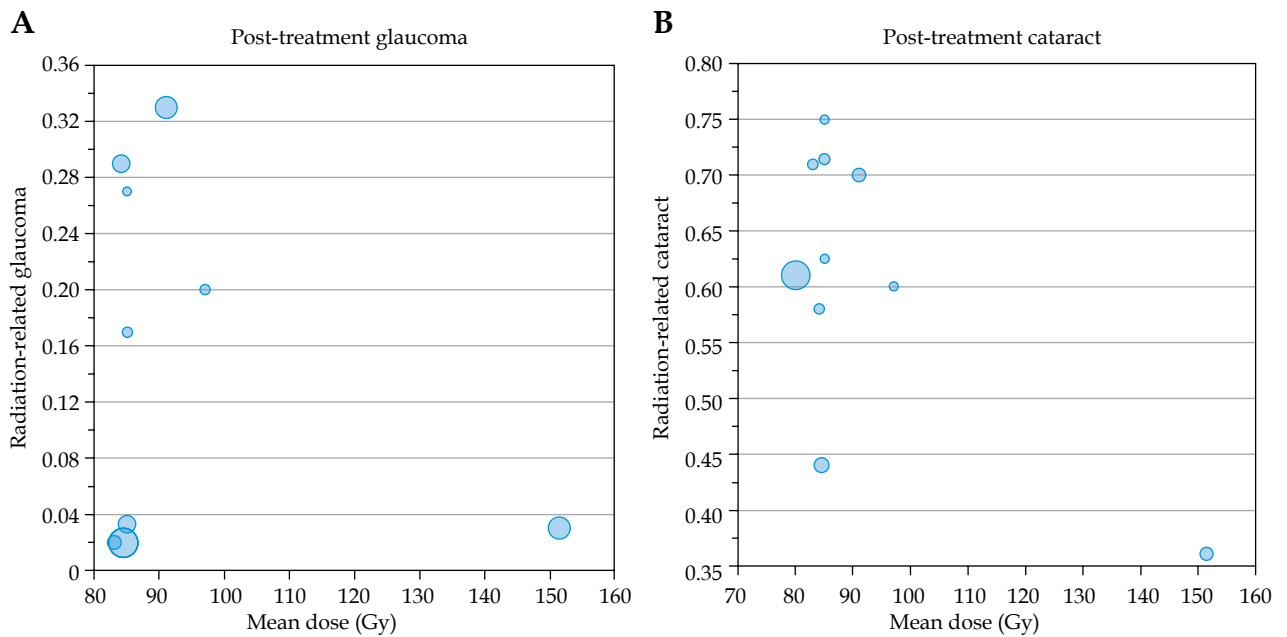 A
Post-treatment glaucoma
Radiation-related glaucoma
0.36
0.32
0.28
0.24
0.20
0.16
0.12
0.08
0.04
0
80 90 100 110 120 130 140 150 160
Mean dose (Gy)
B
Post-treatment cataract
Radiation-related cataract
0.80
0.75
0.70
0.65
0.60
0.55
0.50
0.45
0.40
0.35
70 80 90 100 110 120 130 140 150 160
Mean dose (Gy)